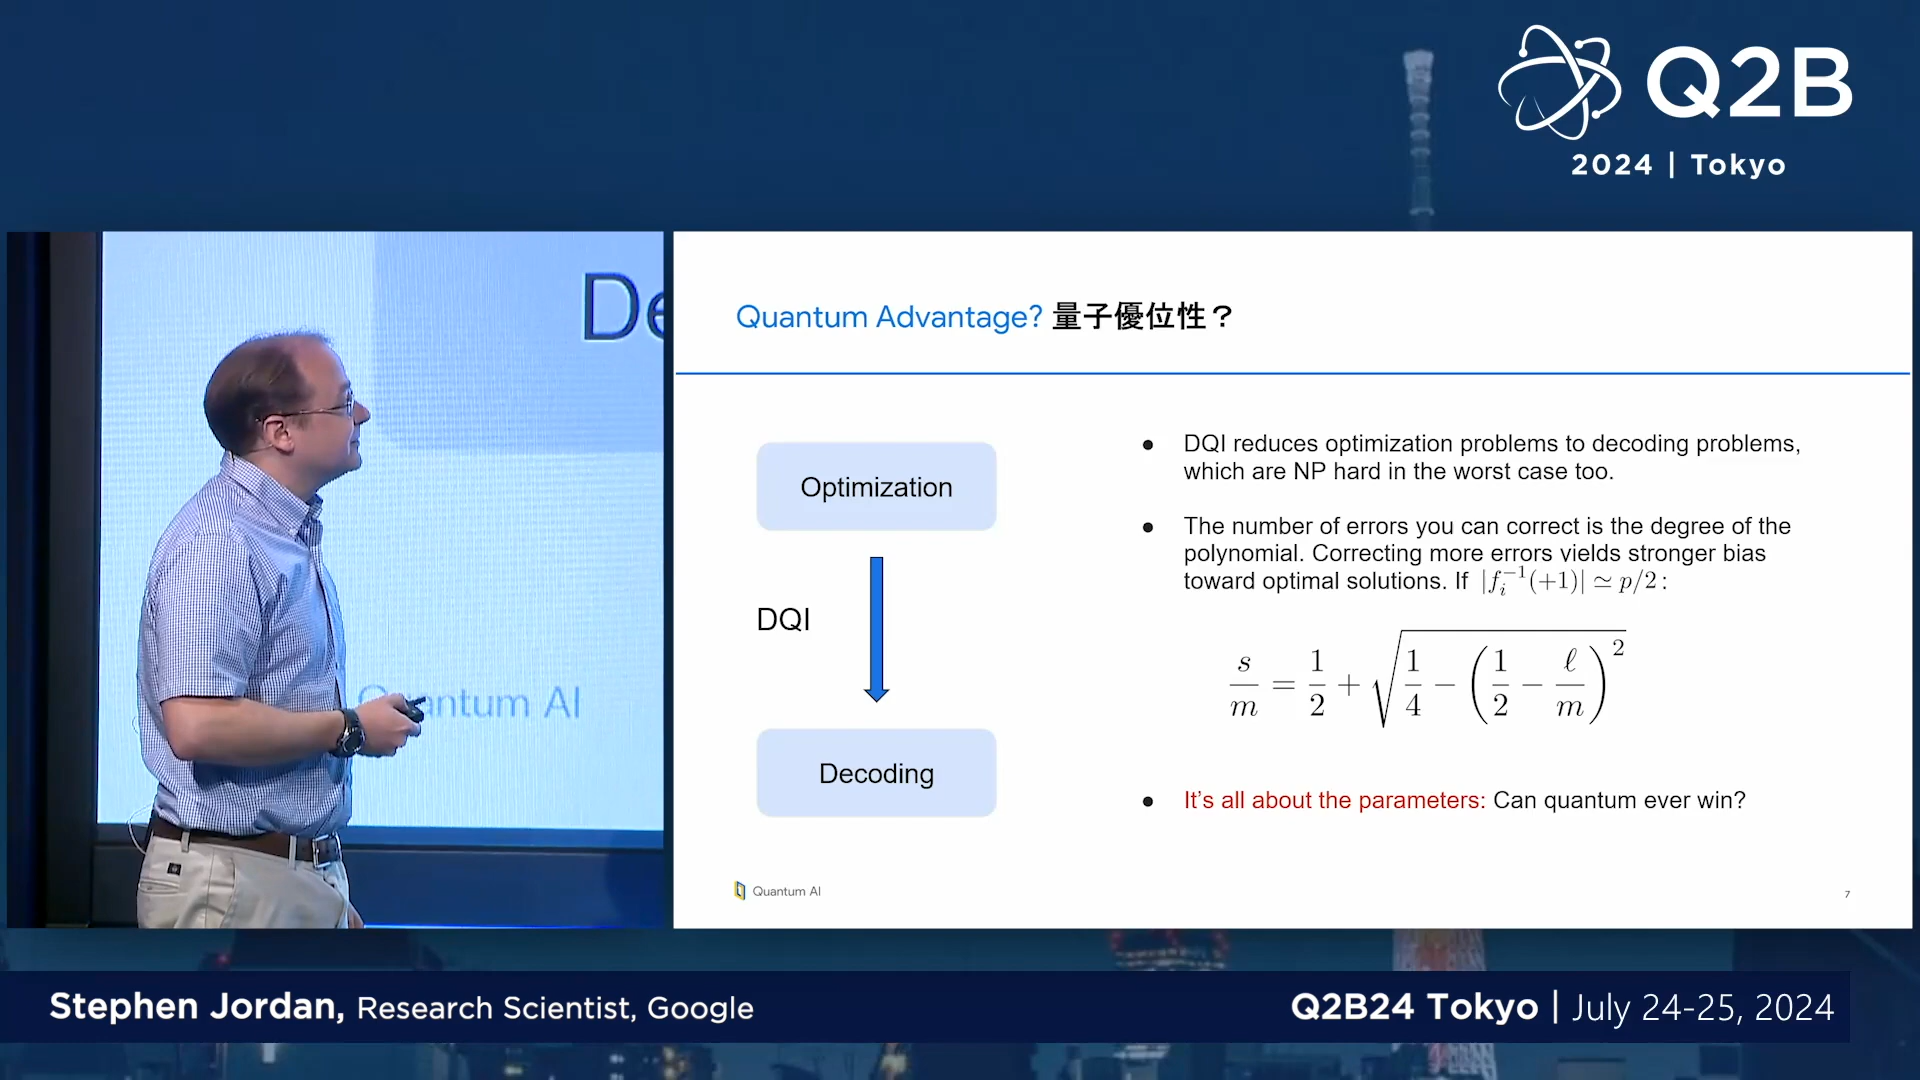 Q2B
2024 | Tokyo
De
Quantum AI
Quantum Advantage? 量子優位性？
Optimization
DQI
Decoding
● DQI reduces optimization problems to decoding problems,
which are NP hard in the worst case too.
● The number of errors you can correct is the degree of the
polynomial. Correcting more errors yields stronger bias
toward optimal solutions. If |f_i^{-1}(+1)| ≃ p/2 :
s/m = 1/2 + √(1/4 − (1/2 − ℓ/m)^2)
● It's all about the parameters: Can quantum ever win?
Quantum AI
7
Stephen Jordan, Research Scientist, Google
Q2B24 Tokyo | July 24-25, 2024